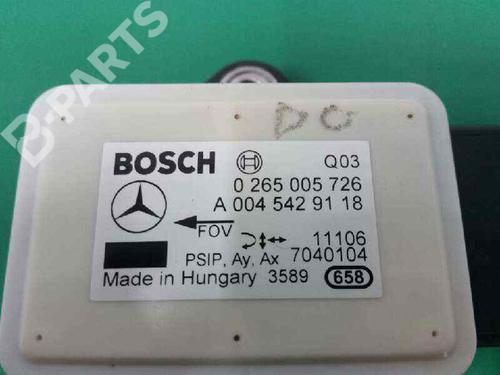 B-PARTS
BOSCH Q03
0 265 005 726
A 004 542 91 18
FOV 11106
PSIP, Ay, Ax 7040104
Made in Hungary 3589 658